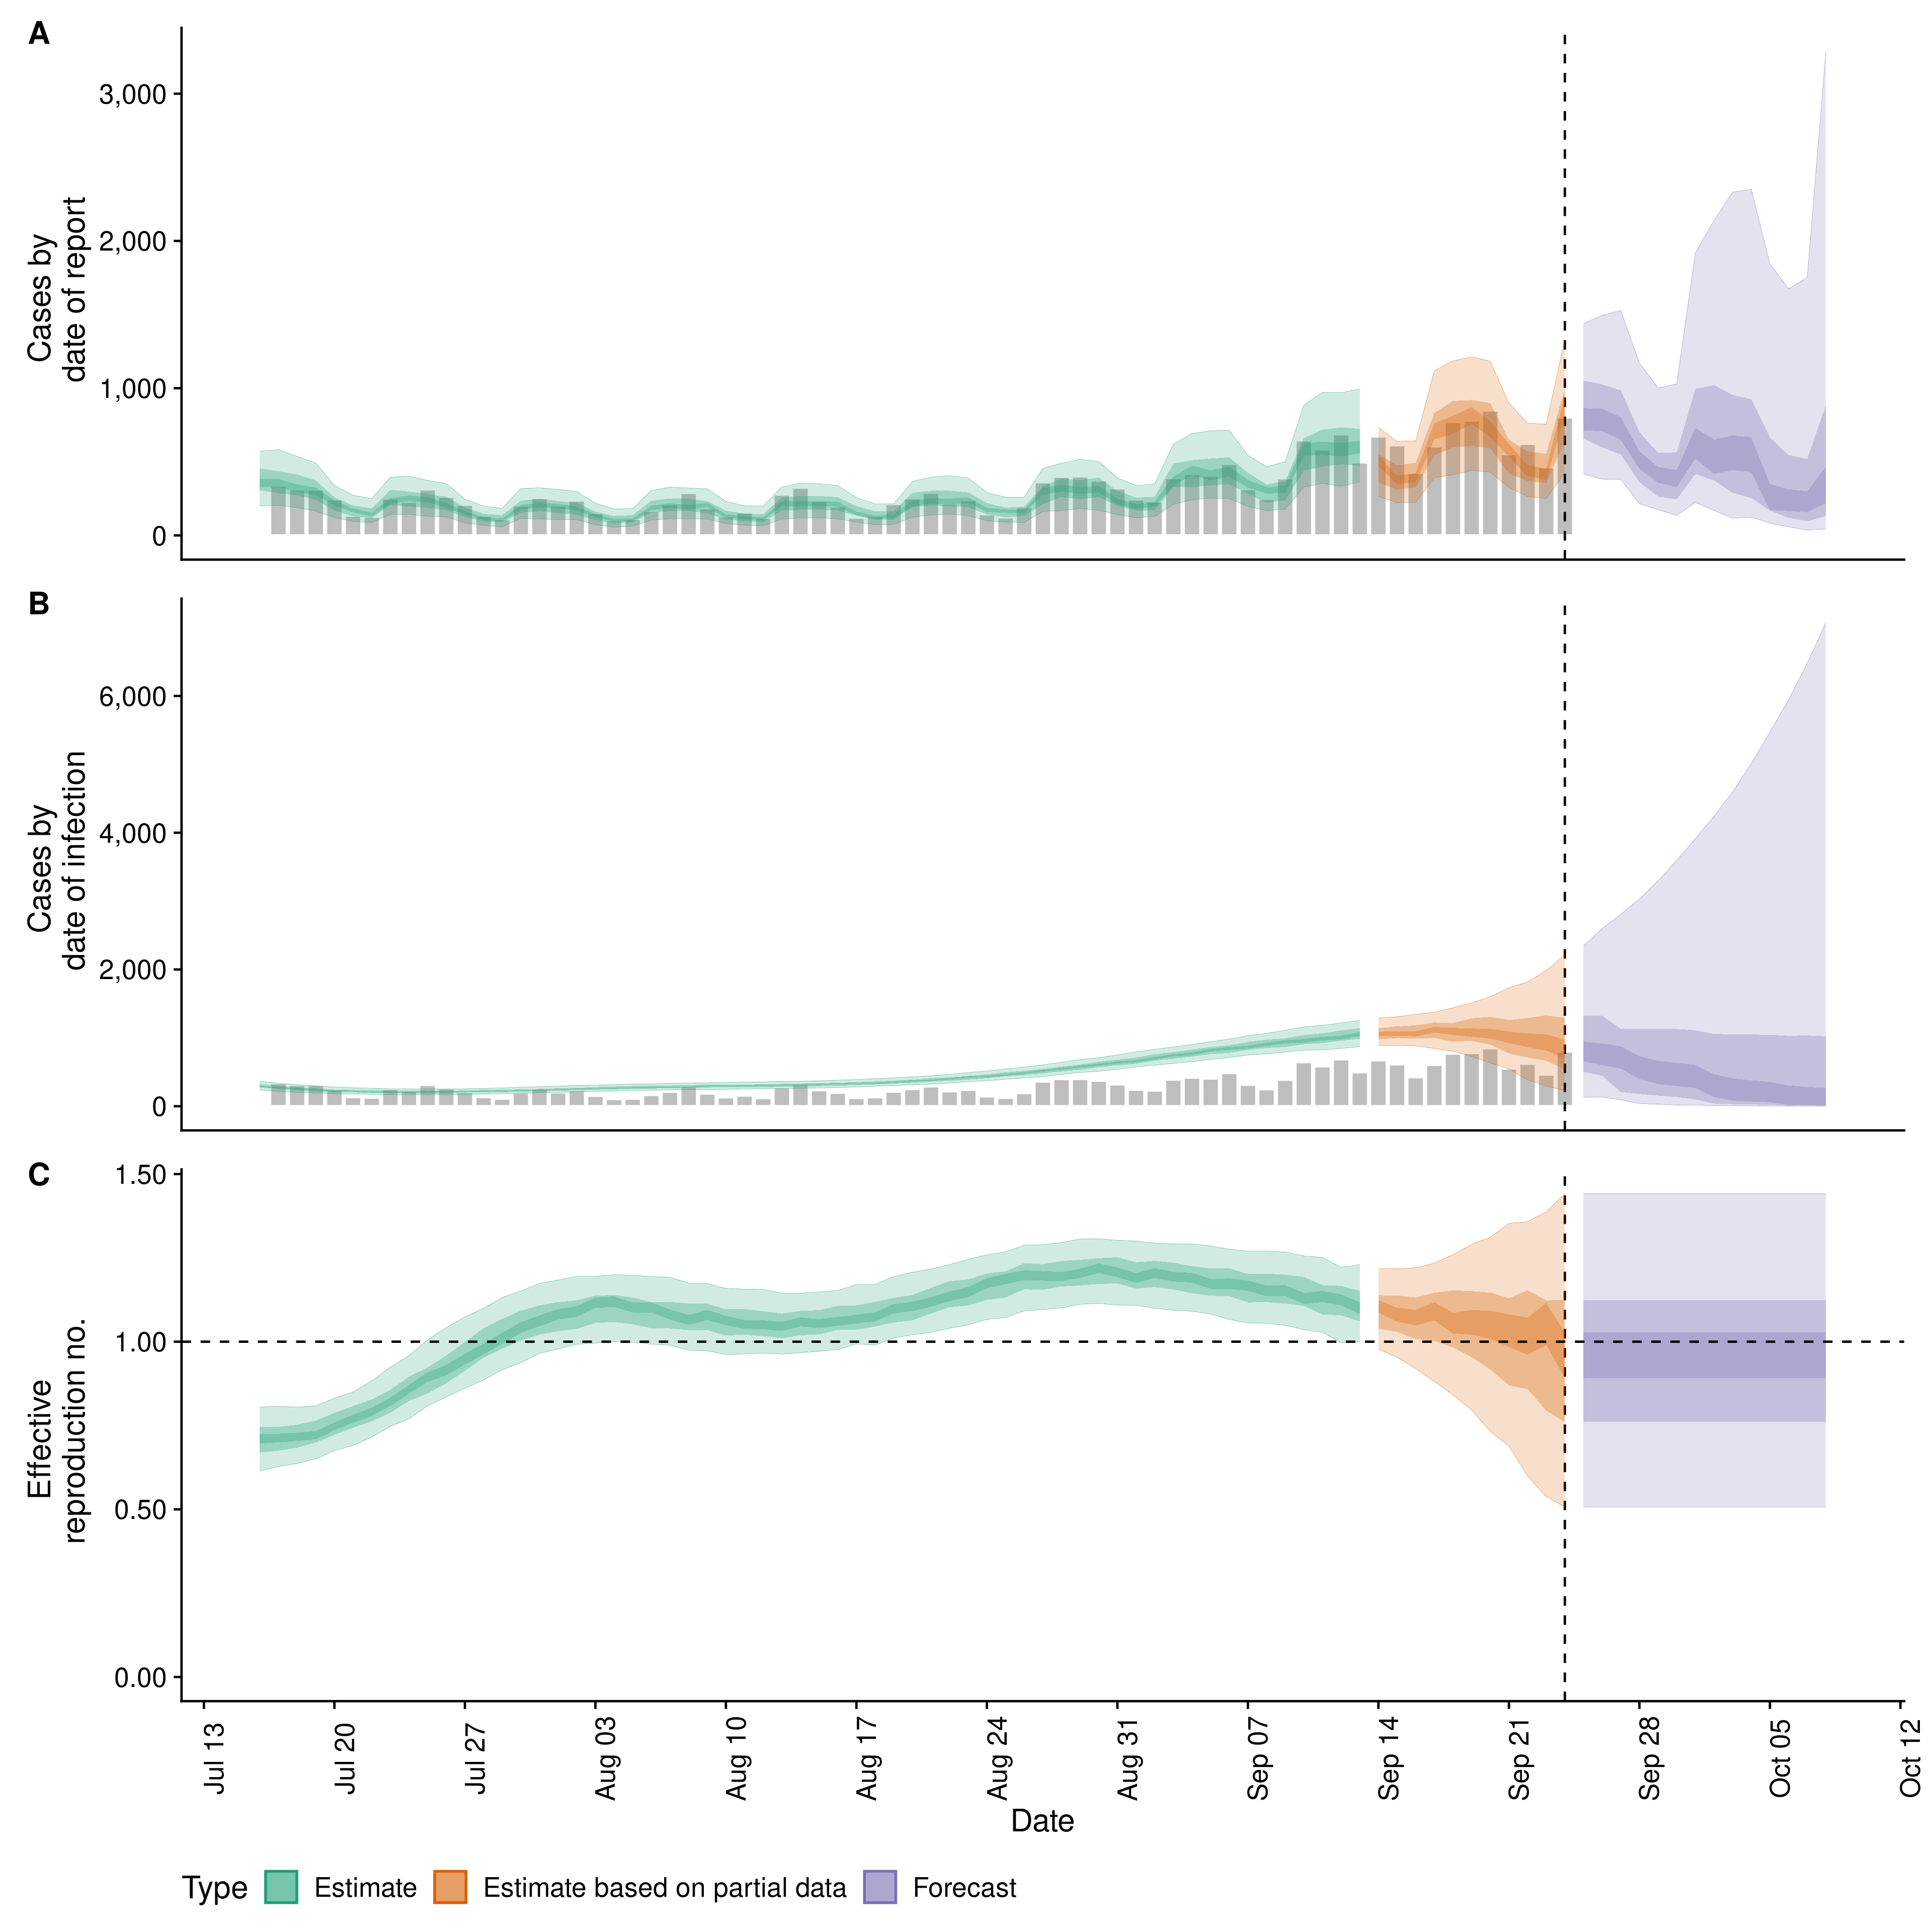 A
Cases by
date of report
3,000
2,000
1,000
0
B
Cases by
date of infection
6,000
4,000
2,000
0
C
Effective
reproduction no.
1.50
1.00
0.50
0.00
Jul 13
Jul 20
Jul 27
Aug 03
Aug 10
Aug 17
Aug 24
Aug 31
Sep 07
Sep 14
Sep 21
Sep 28
Oct 05
Oct 12
Date
Type Estimate Estimate based on partial data Forecast